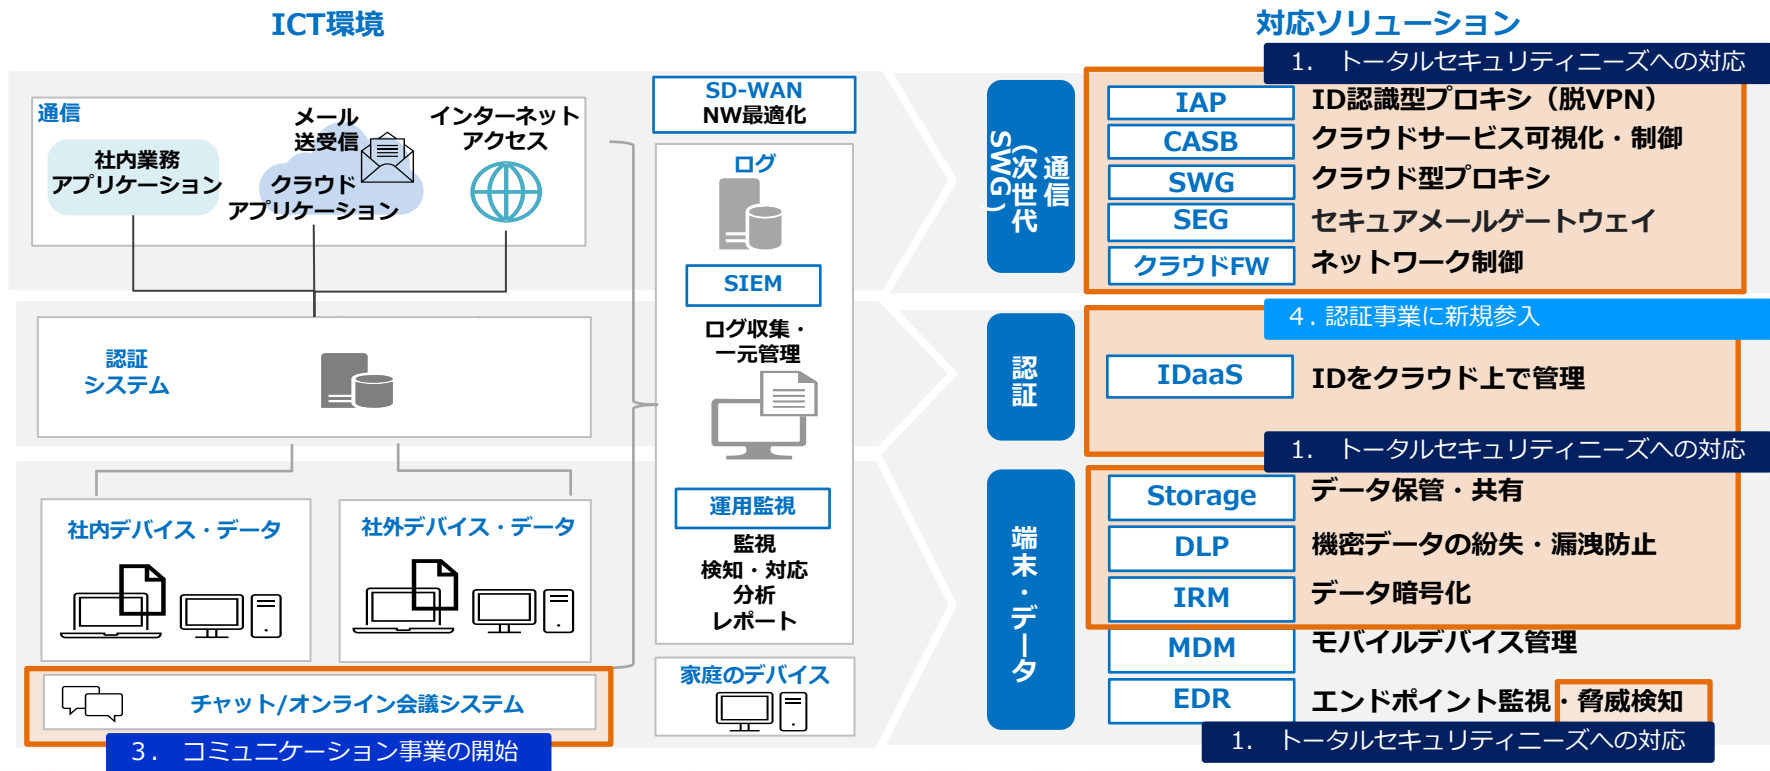 ICT環境
対応ソリューション
通信
社内業務
アプリケーション
メール
送受信
クラウド
アプリケーション
インターネット
アクセス
認証
システム
社内デバイス・データ
社外デバイス・データ
チャット/オンライン会議システム
3. コミュニケーション事業の開始
SD-WAN
NW最適化
ログ
SIEM
ログ収集・
一元管理
運用監視
監視
検知・対応
分析
レポート
家庭のデバイス
1. トータルセキュリティニーズへの対応
通信
(次世代
SWG)
IAP
ID認識型プロキシ（脱VPN）
CASB
クラウドサービス可視化・制御
SWG
クラウド型プロキシ
SEG
セキュアメールゲートウェイ
クラウドFW
ネットワーク制御
4．認証事業に新規参入
認証
IDaaS
IDをクラウド上で管理
1. トータルセキュリティニーズへの対応
端末・データ
Storage
データ保管・共有
DLP
機密データの紛失・漏洩防止
IRM
データ暗号化
MDM
モバイルデバイス管理
EDR
エンドポイント監視・脅威検知
1. トータルセキュリティニーズへの対応